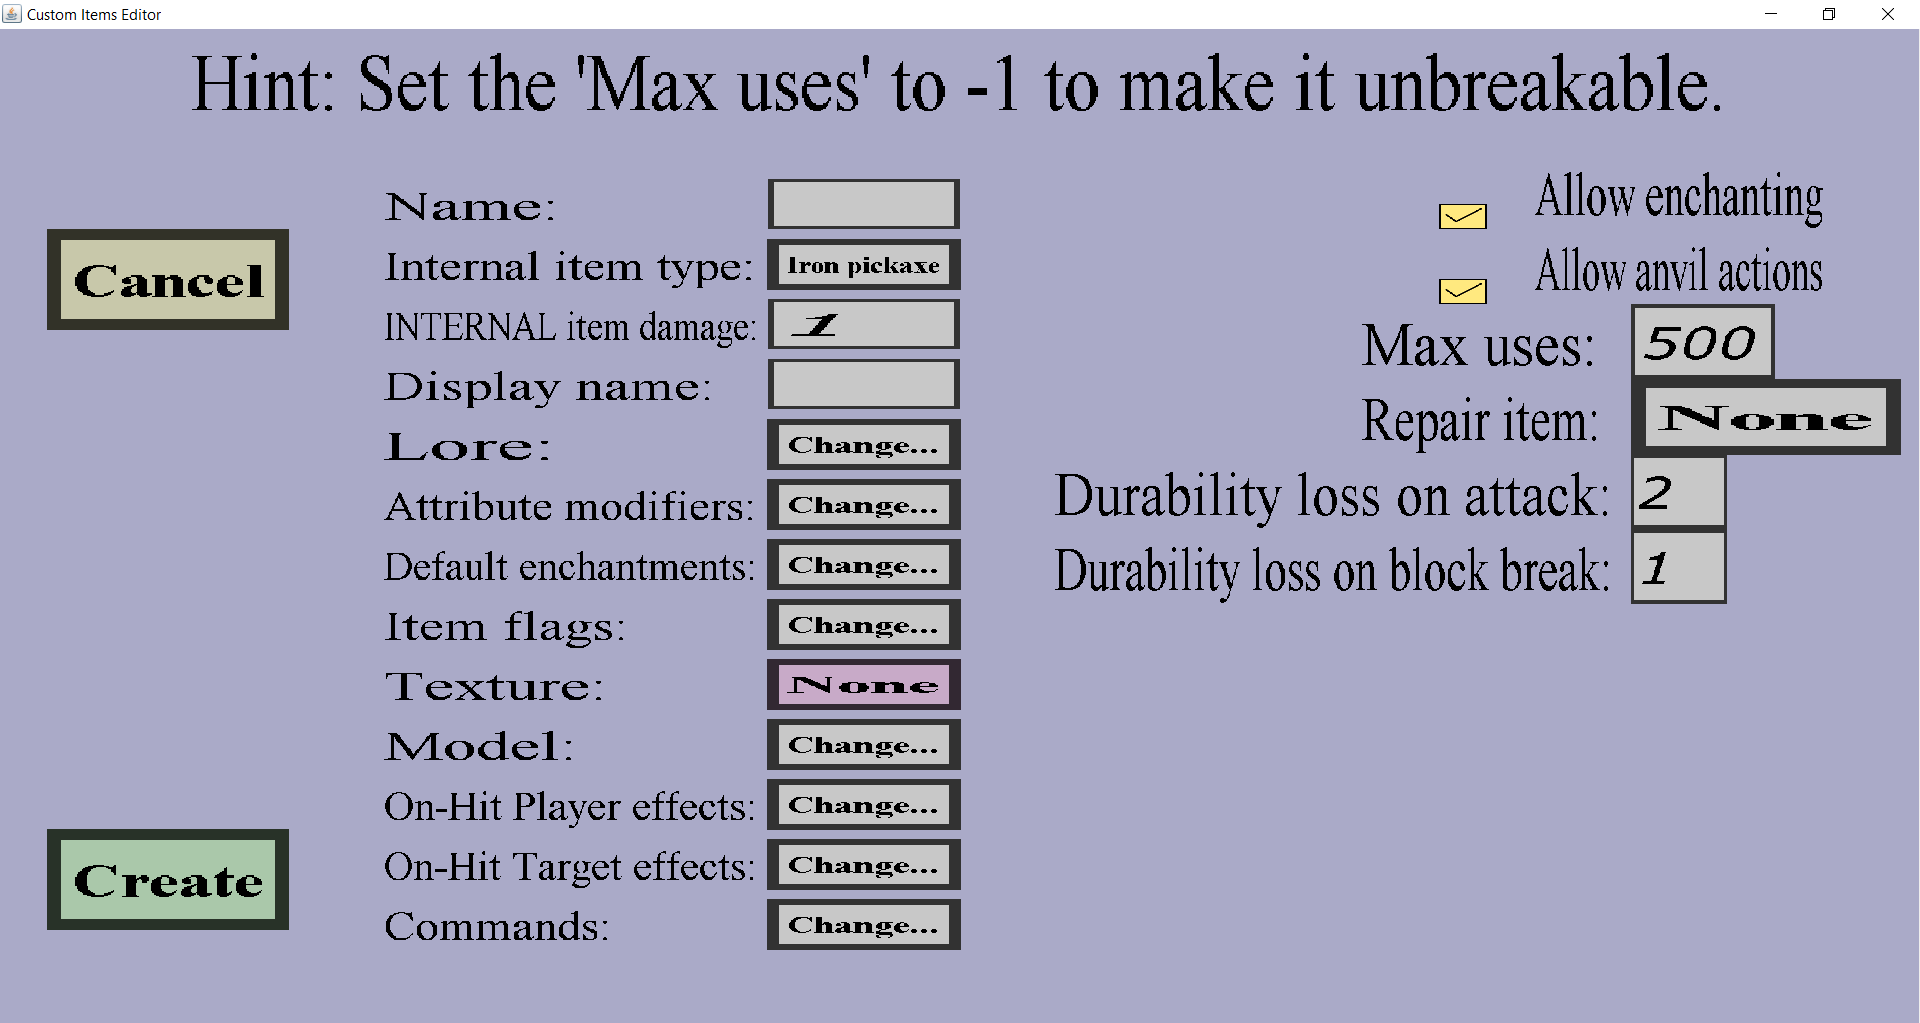 Custom Items Editor
Hint: Set the 'Max uses' to -1 to make it unbreakable.
Cancel
Create
Name:
Internal item type: Iron pickaxe
INTERNAL item damage: 1
Display name:
Lore: Change...
Attribute modifiers: Change...
Default enchantments: Change...
Item flags: Change...
Texture: None
Model: Change...
On-Hit Player effects: Change...
On-Hit Target effects: Change...
Commands: Change...
Allow enchanting
Allow anvil actions
Max uses: 500
Repair item: None
Durability loss on attack: 2
Durability loss on block break: 1